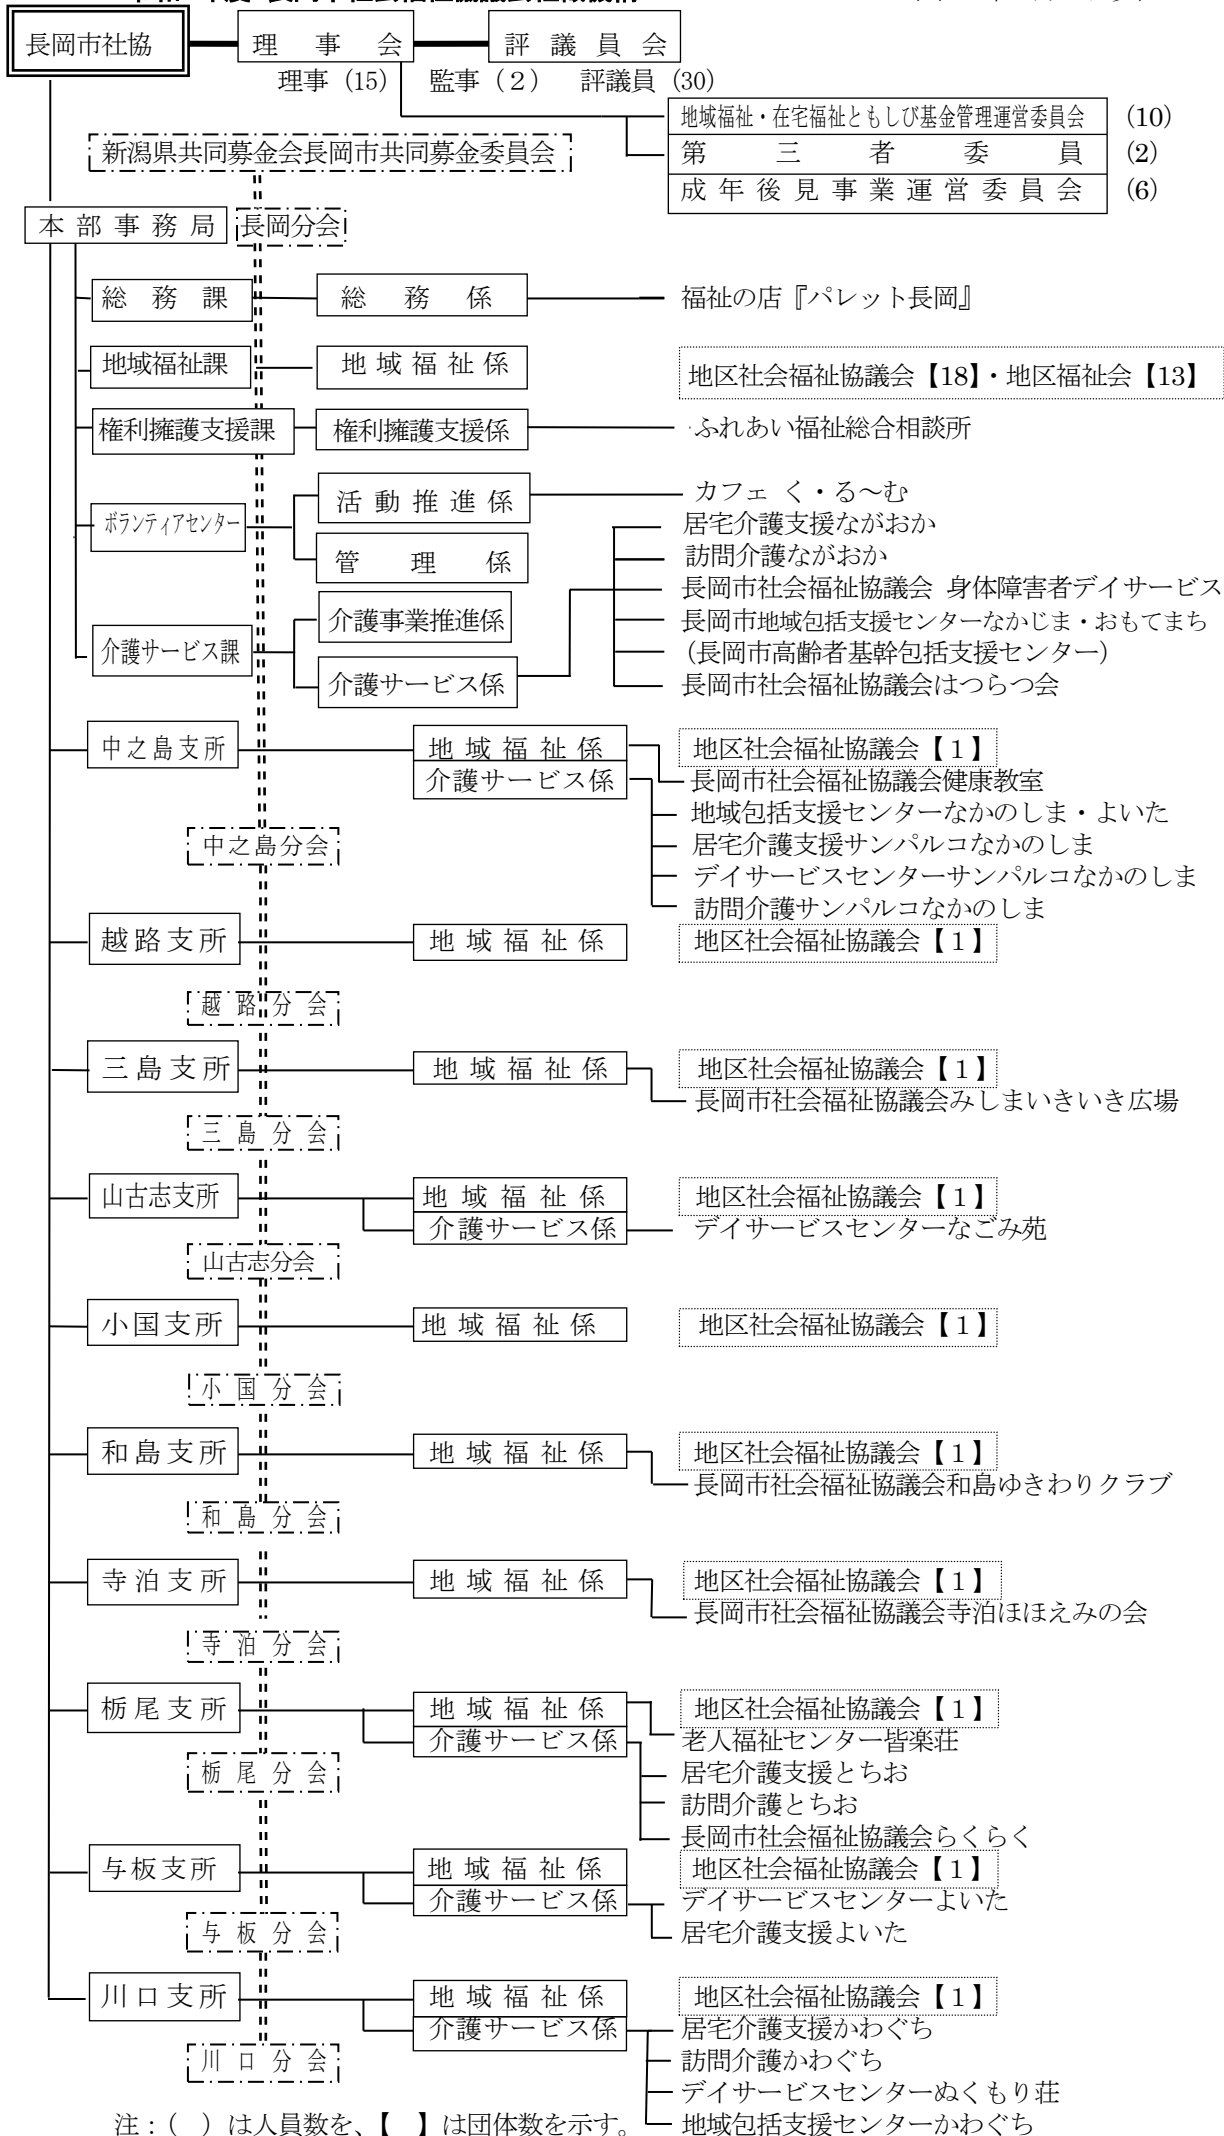 長岡市社協 理事会 評議員会
理事（15） 監事（２） 評議員（30）
地域福祉・在宅福祉ともしび基金管理運営委員会 （10）
新潟県共同募金会長岡市共同募金委員会
第三者委員 （2）
成年後見事業運営委員会 （6）
本部事務局 長岡分会
総務課 総務係 福祉の店『パレット長岡』
地域福祉課 地域福祉係 地区社会福祉協議会【18】・地区福祉会【13】
権利擁護支援課 権利擁護支援係 ふれあい福祉総合相談所
ボランティアセンター 活動推進係 カフェ く・る～む
管理係
居宅介護支援ながおか
訪問介護ながおか
長岡市社会福祉協議会 身体障害者デイサービス
介護サービス課 介護事業推進係 長岡市地域包括支援センターなかじま・おもてまち
（長岡市高齢者基幹包括支援センター）
介護サービス係 長岡市社会福祉協議会はつらつ会
中之島支所 地域福祉係 地区社会福祉協議会【１】
介護サービス係 長岡市社会福祉協議会健康教室
地域包括支援センターなかのしま・よいた
中之島分会 居宅介護支援サンパルコなかのしま
デイサービスセンターサンパルコなかのしま
訪問介護サンパルコなかのしま
越路支所 地域福祉係 地区社会福祉協議会【１】
越路分会
三島支所 地域福祉係 地区社会福祉協議会【１】
長岡市社会福祉協議会みしまいきいき広場
三島分会
山古志支所 地域福祉係 地区社会福祉協議会【１】
介護サービス係 デイサービスセンターなごみ苑
山古志分会
小国支所 地域福祉係 地区社会福祉協議会【１】
小国分会
和島支所 地域福祉係 地区社会福祉協議会【１】
長岡市社会福祉協議会和島ゆきわりクラブ
和島分会
寺泊支所 地域福祉係 地区社会福祉協議会【１】
長岡市社会福祉協議会寺泊ほほえみの会
寺泊分会
栃尾支所 地域福祉係 地区社会福祉協議会【１】
介護サービス係 老人福祉センター皆楽荘
栃尾分会 居宅介護支援とちお
訪問介護とちお
長岡市社会福祉協議会らくらく
与板支所 地域福祉係 地区社会福祉協議会【１】
介護サービス係 デイサービスセンターよいた
与板分会 居宅介護支援よいた
川口支所 地域福祉係 地区社会福祉協議会【１】
介護サービス係 居宅介護支援かわぐち
川口分会 訪問介護かわぐち
デイサービスセンターぬくもり荘
注：（ ）は人員数を、【 】は団体数を示す。 地域包括支援センターかわぐち